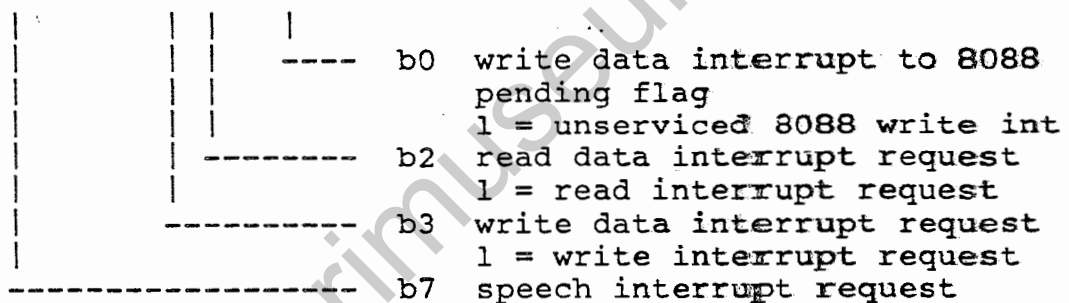 b0 write data interrupt to 8088
pending flag
1 = unserviced 8088 write int
b2 read data interrupt request
1 = read interrupt request
b3 write data interrupt request
1 = write interrupt request
b7 speech interrupt request
rimuseu